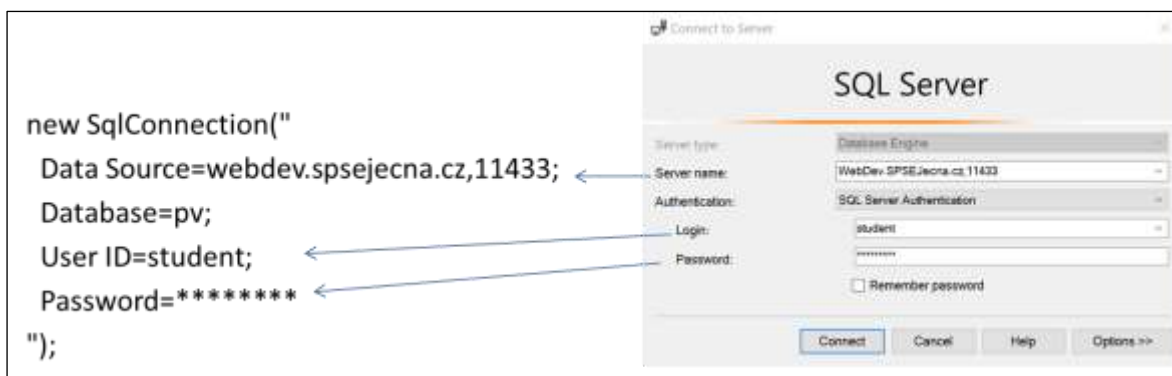 new SqlConnection("
Data Source=webdev.spsejecna.cz,11433;
Database=pv;
User ID=student;
Password=********
");
Connect to Server
SQL Server
Server type: Database Engine
Server name: WebDev.SPSEJecna.cz,11433
Authentication: SQL Server Authentication
Login: student
Password: *********
Remember password
Connect Cancel Help Options >>